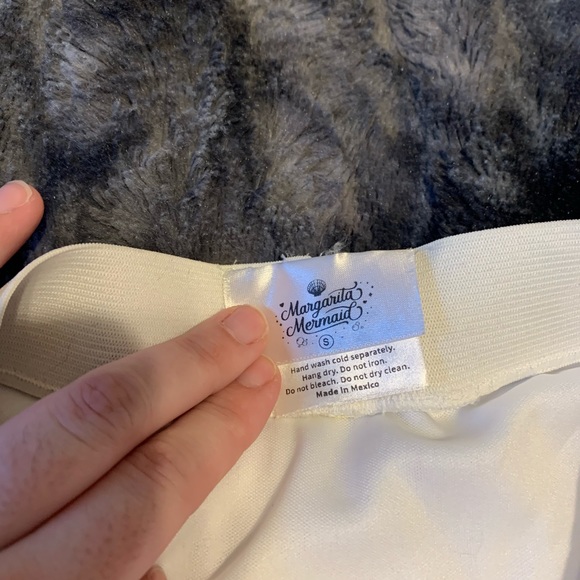 Margarita
Mermaid
S
Hand wash cold separately.
Hang dry. Do not iron.
Do not bleach. Do not dry clean.
Made in Mexico